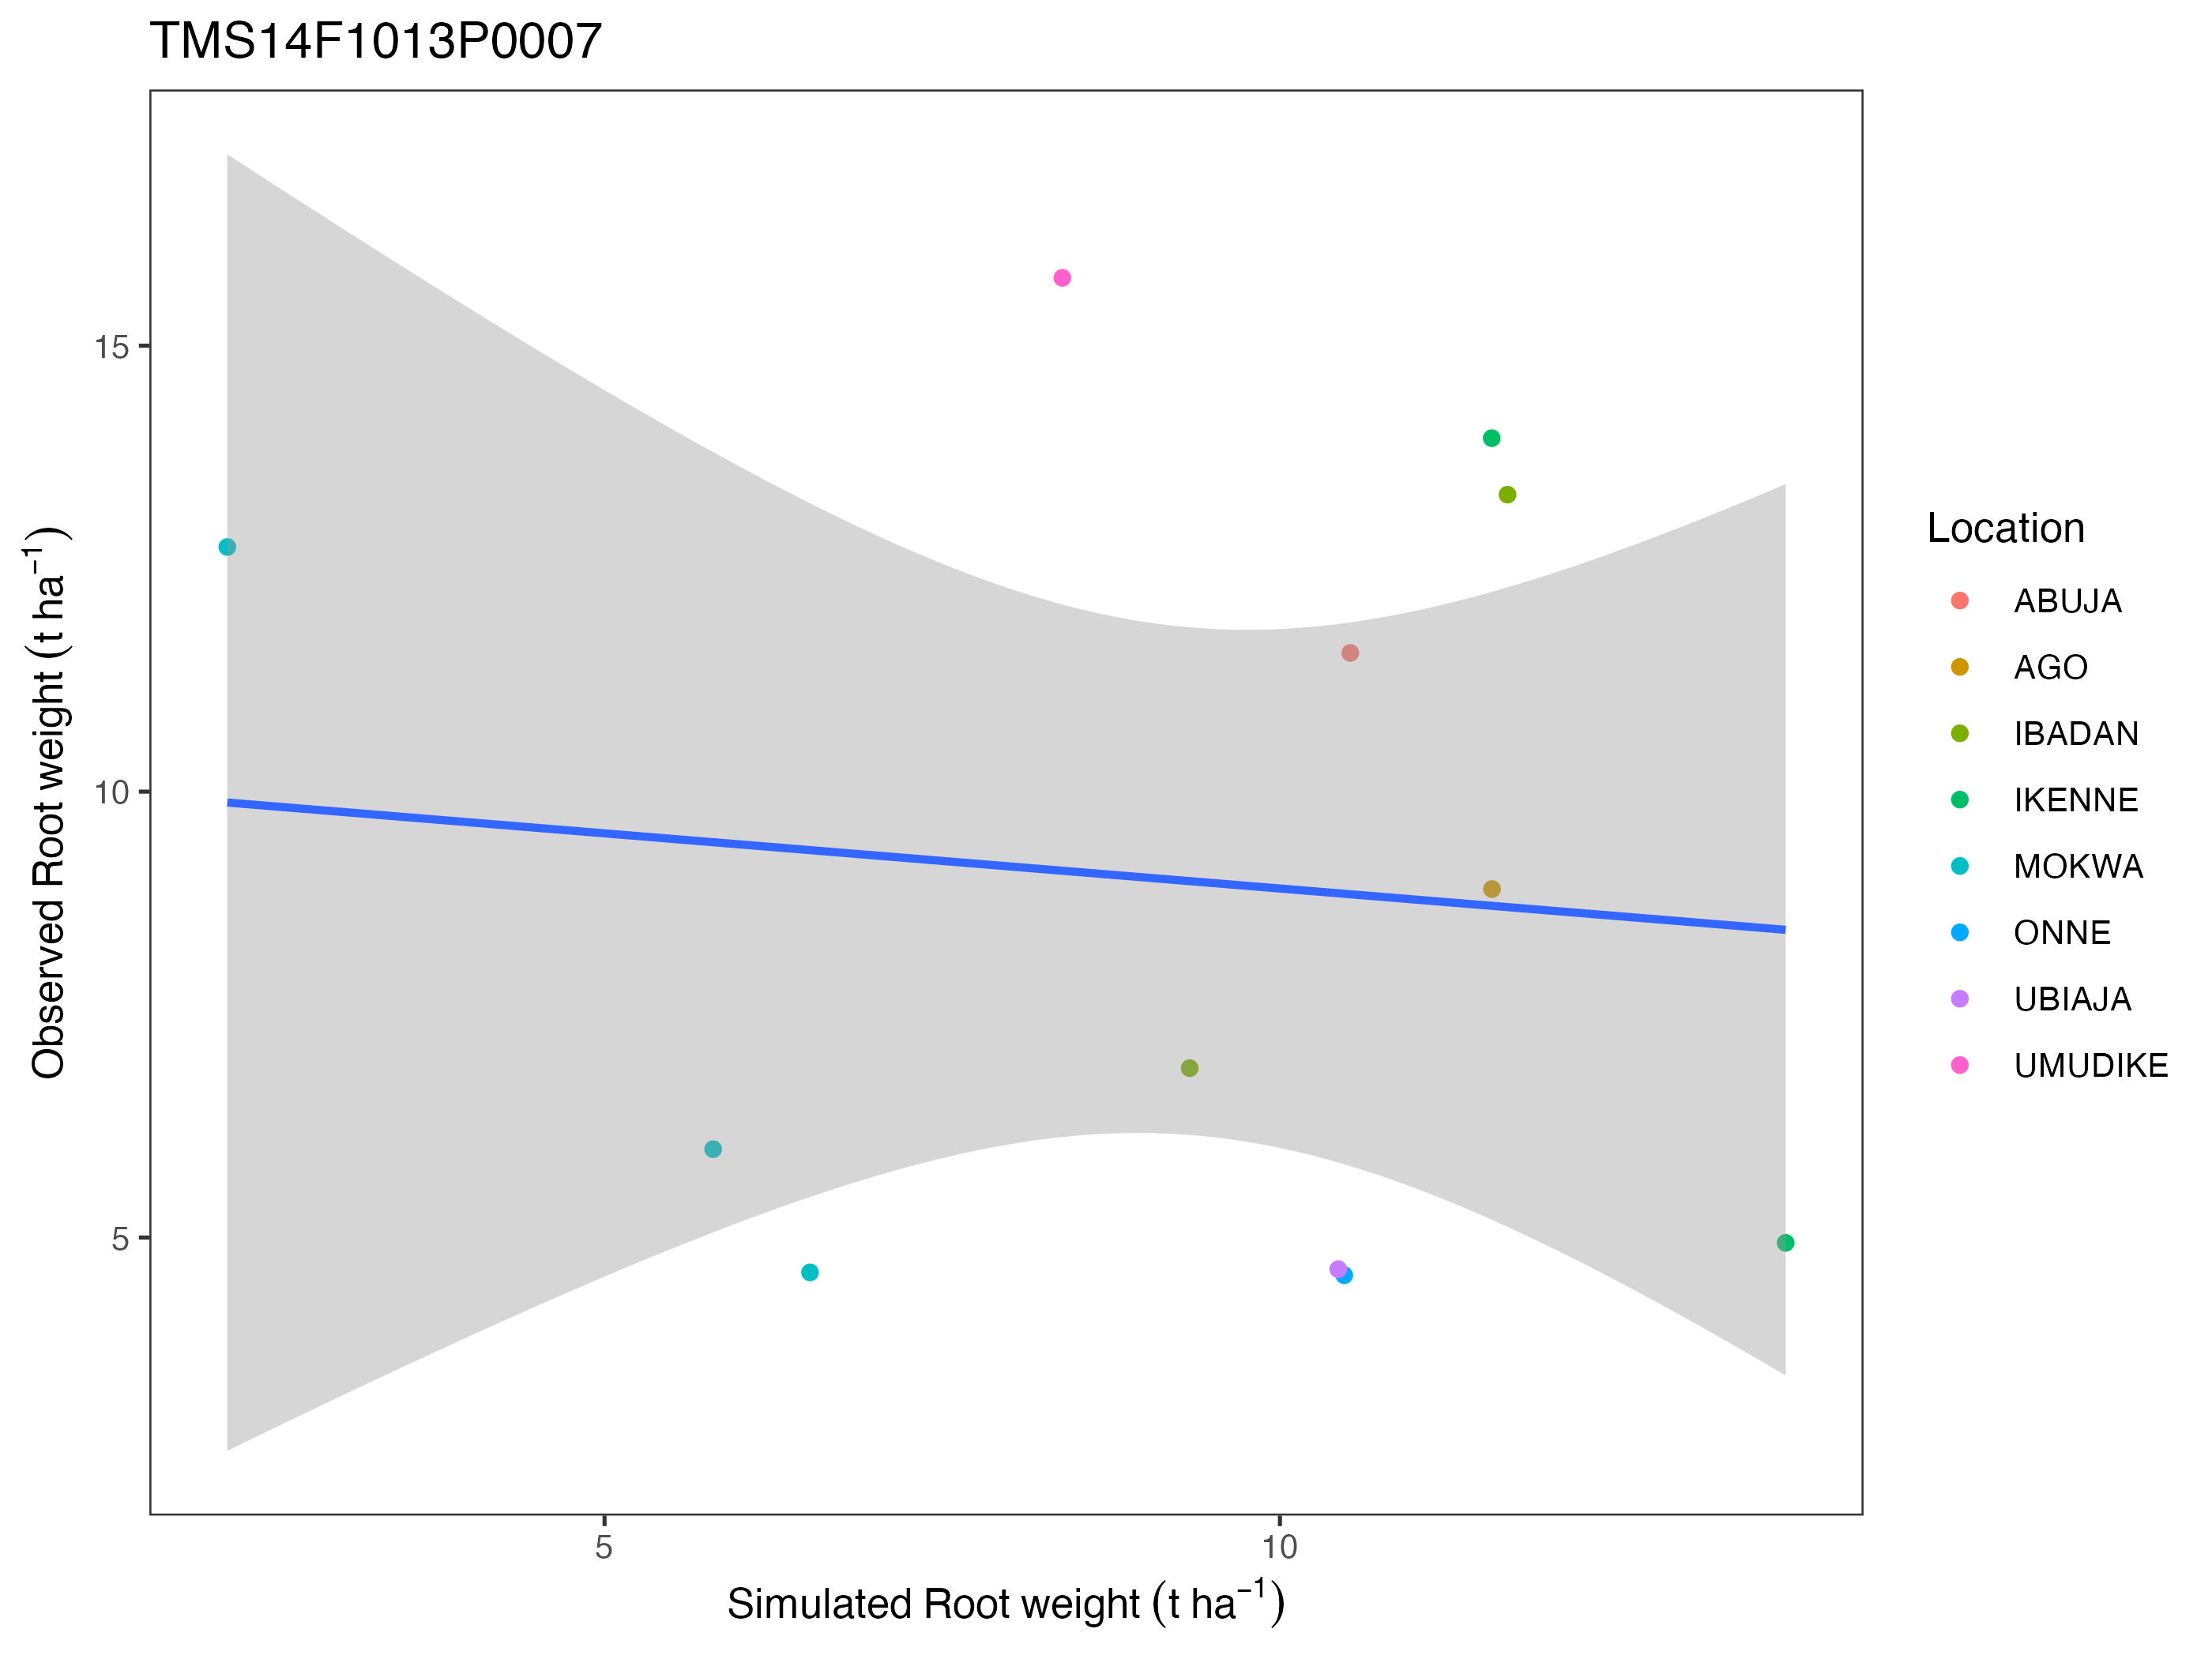 TMS14F1013P0007
Observed Root weight (t ha⁻¹)
15
10
5
5
10
Simulated Root weight (t ha⁻¹)
Location
ABUJA
AGO
IBADAN
IKENNE
MOKWA
ONNE
UBIAJA
UMUDIKE